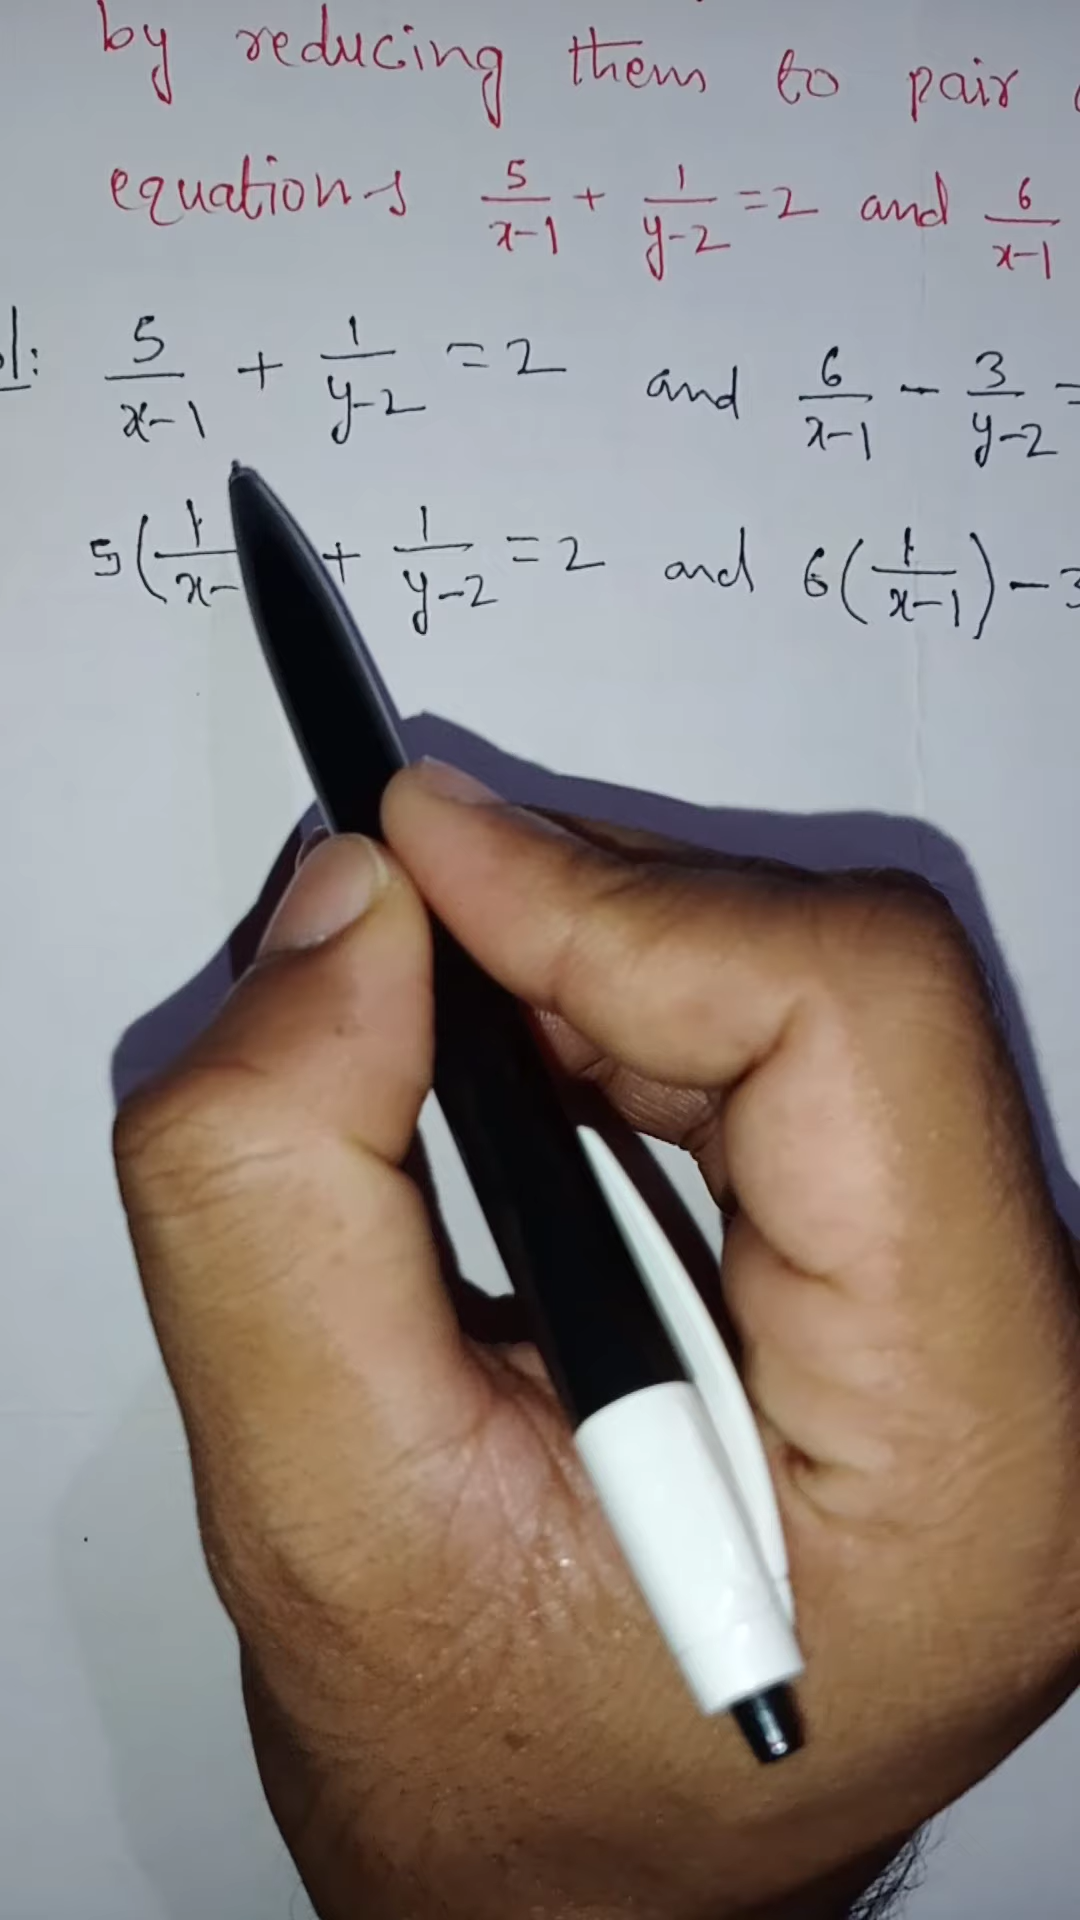 by reducing them to pair
equations 5/(x-1) + 1/(y-2) = 2 and 6/(x-1)
5/(x-1) + 1/(y-2) = 2 and 6/(x-1) - 3/(y-2) =
5(1/(x- + 1/(y-2) = 2 and 6(1/(x-1)) - 3